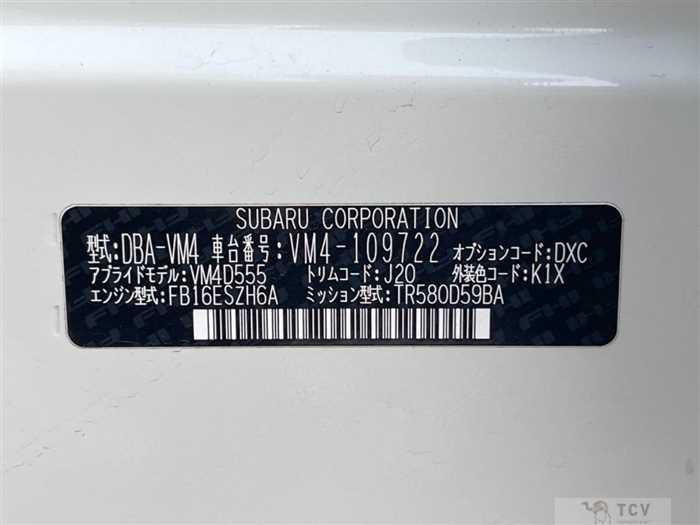 SUBARU CORPORATION
型式:DBA-VM4 車台番号:VM4-109722 オプションコード:DXC
アプライドモデル:VM4D555 トリムコード:J20 外装色コード:K1X
エンジン型式:FB16ESZH6A ミッション型式:TR580D59BA
TCV